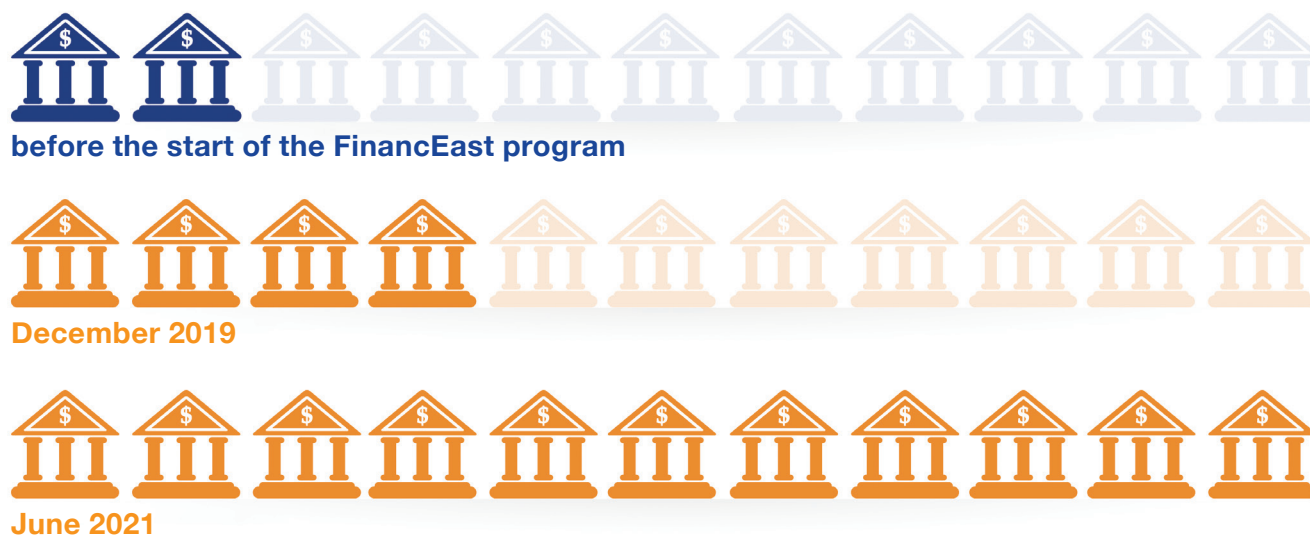 $ $ $ $ $ $ $ $ $ $ $
before the start of the FinancEast program
$ $ $ $ $ $ $ $ $ $ $
December 2019
$ $ $ $ $ $ $ $ $ $ $
June 2021